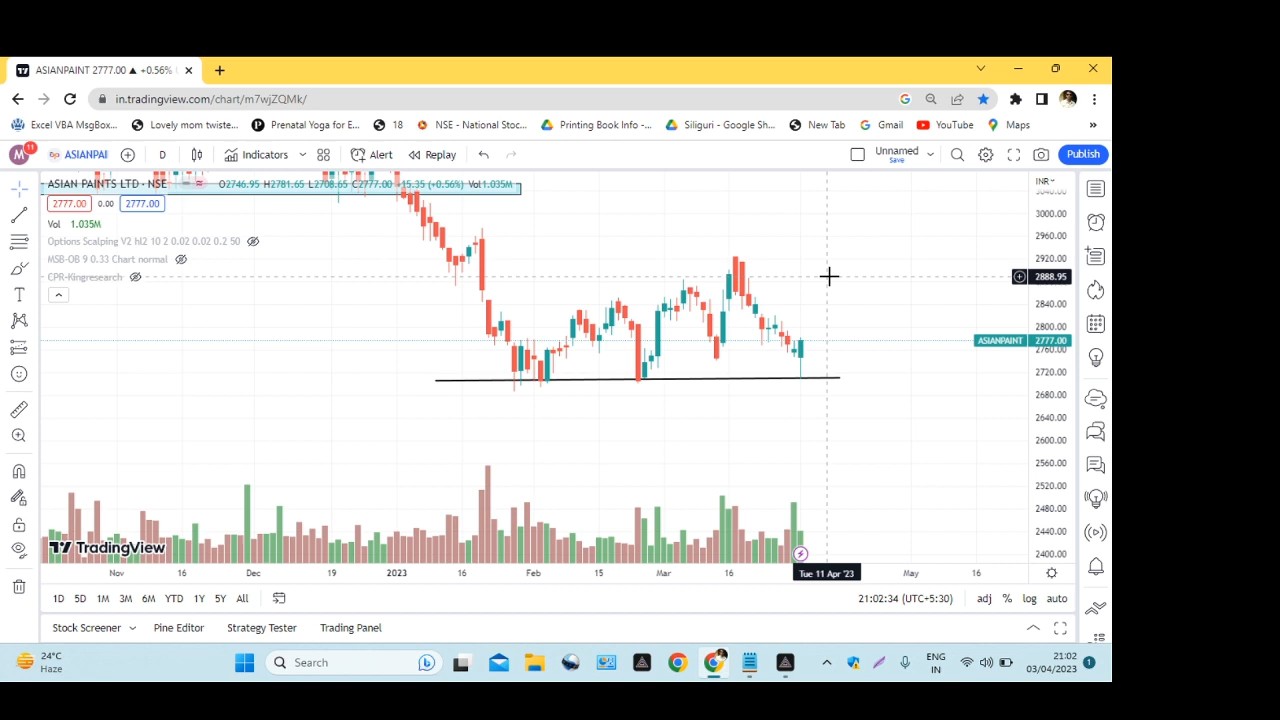 ASIANPAINT 2777.00 ▲ +0.56%
in.tradingview.com/chart/m7wjZQMk/
Excel VBA MsgBox... Lovely mom twiste... Prenatal Yoga for E... 18 NSE - National Stoc... Printing Book Info -... Siliguri - Google Sh... New Tab Gmail YouTube Maps »
M 11 ASIANPAI D Indicators Alert Replay Unnamed Save Publish
ASIAN PAINTS LTD • NSE O2746.95 H2781.65 L2708.65 C2777.00 +15.35 (+0.56%) Vol1.035M
INR
2777.00 0.00 2777.00
Vol 1.035M
Options Scalping V2 hl2 10 2 0.02 0.02 0.2 50
MSB-OB 9 0.33 Chart normal
CPR-Kingresearch
3040.00
3000.00
2960.00
2920.00
2888.95
2840.00
2800.00
ASIANPAINT 2777.00
2760.00
2720.00
2680.00
2640.00
2600.00
2560.00
2520.00
2480.00
2440.00
2400.00
TradingView
Nov 16 Dec 19 2023 16 Feb 15 Mar 16 Tue 11 Apr '23 May 16
1D 5D 1M 3M 6M YTD 1Y 5Y All 21:02:34 (UTC+5:30) adj % log auto
Stock Screener Pine Editor Strategy Tester Trading Panel
24°C
Haze
Search
ENG
IN
21:02
03/04/2023
1